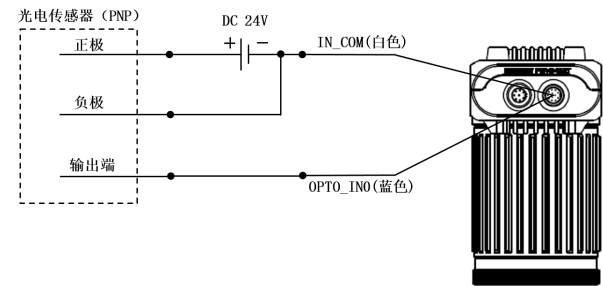 光电传感器（PNP）
DC 24V
正极
+ −
IN_COM(白色)
负极
输出端
OPTO_IN0(蓝色)